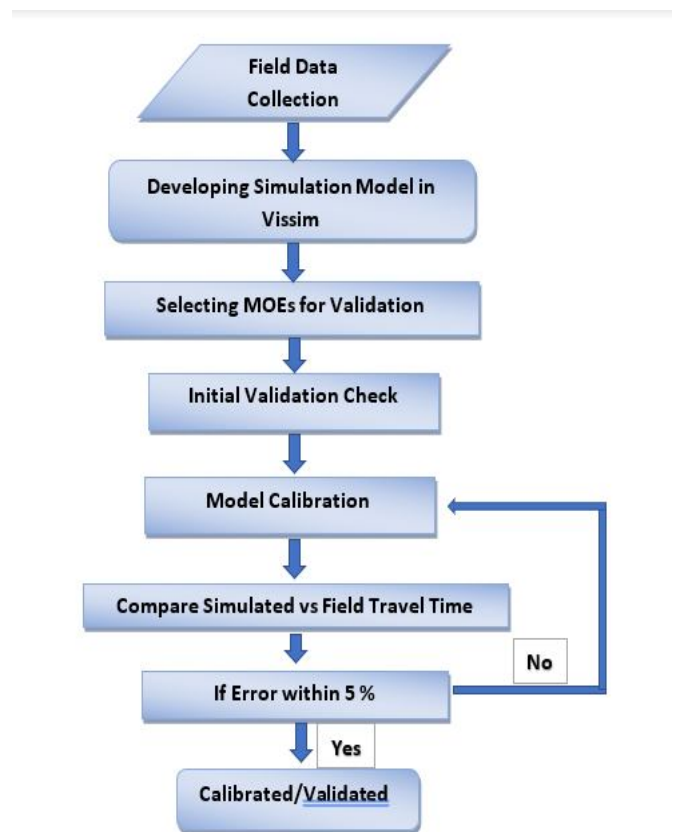 Field Data
Collection
Developing Simulation Model in
Vissim
Selecting MOEs for Validation
Initial Validation Check
Model Calibration
Compare Simulated vs Field Travel Time
No
If Error within 5 %
Yes
Calibrated/Validated